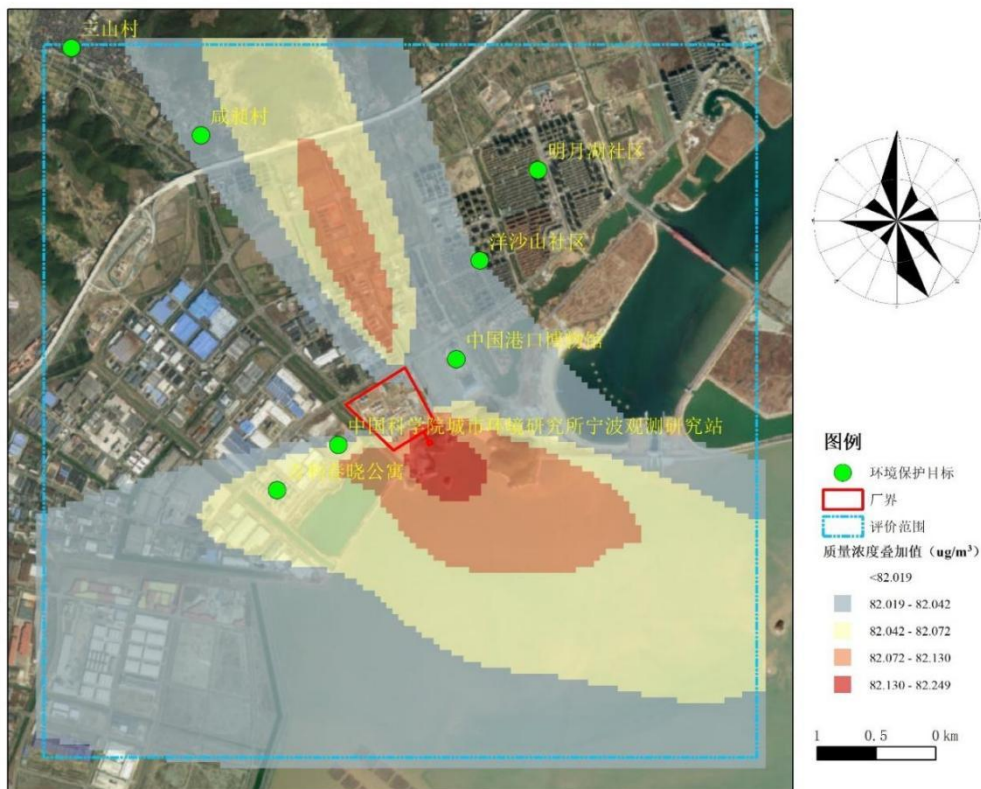 三山村
咸昶村
明月湖社区
洋沙山社区
中国港口博物馆
中国科学院城市环境研究所宁波观测研究站
图例
环境保护目标
厂界
评价范围
质量浓度叠加值（ug/m³）
<82.019
82.019 - 82.042
82.042 - 82.072
82.072 - 82.130
82.130 - 82.249
1 0.5 0 km